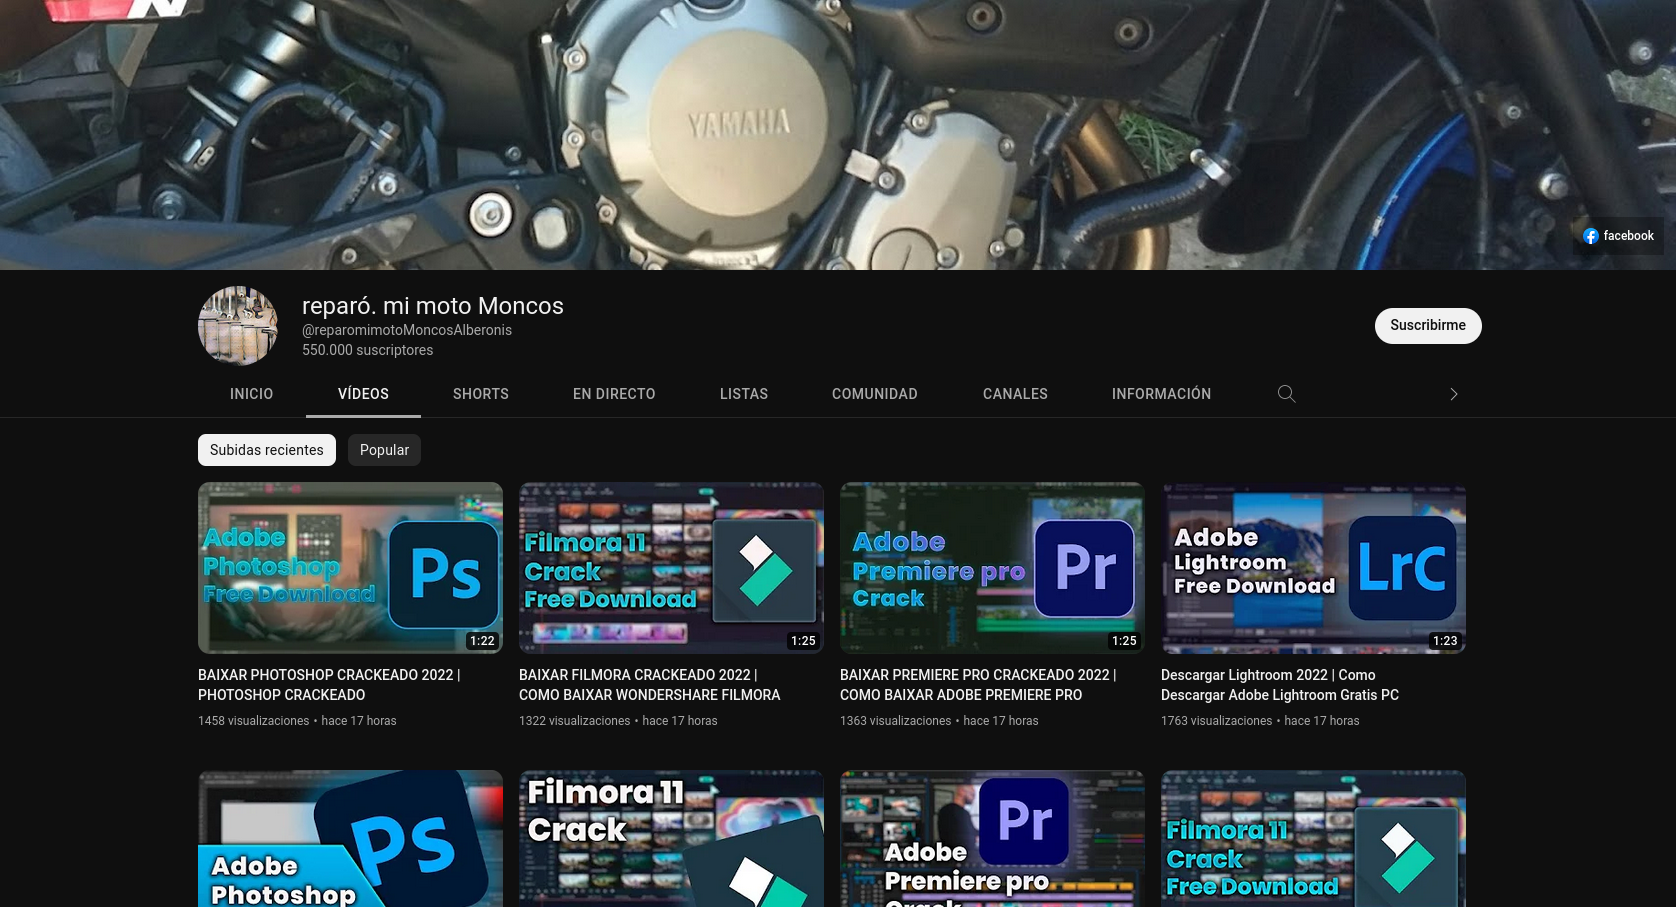 YAMAHA
facebook
reparó. mi moto Moncos
@reparomimotoMoncosAlberonis
550.000 suscriptores
Suscribirme
INICIO
VÍDEOS
SHORTS
EN DIRECTO
LISTAS
COMUNIDAD
CANALES
INFORMACIÓN
Subidas recientes
Popular
Adobe
Photoshop
Free Download
Ps
1:22
Filmora 11
Crack
Free Download
1:25
Adobe
Premiere pro
Crack
Pr
1:25
Adobe
Lightroom
Free Download
LrC
1:23
BAIXAR PHOTOSHOP CRACKEADO 2022 |
PHOTOSHOP CRACKEADO
1458 visualizaciones • hace 17 horas
BAIXAR FILMORA CRACKEADO 2022 |
COMO BAIXAR WONDERSHARE FILMORA
1322 visualizaciones • hace 17 horas
BAIXAR PREMIERE PRO CRACKEADO 2022 |
COMO BAIXAR ADOBE PREMIERE PRO
1363 visualizaciones • hace 17 horas
Descargar Lightroom 2022 | Como
Descargar Adobe Lightroom Gratis PC
1763 visualizaciones • hace 17 horas
Ps
Adobe
Photoshop
Filmora 11
Crack
Pr
Adobe
Premiere pro
Crack
Filmora 11
Crack
Free Download